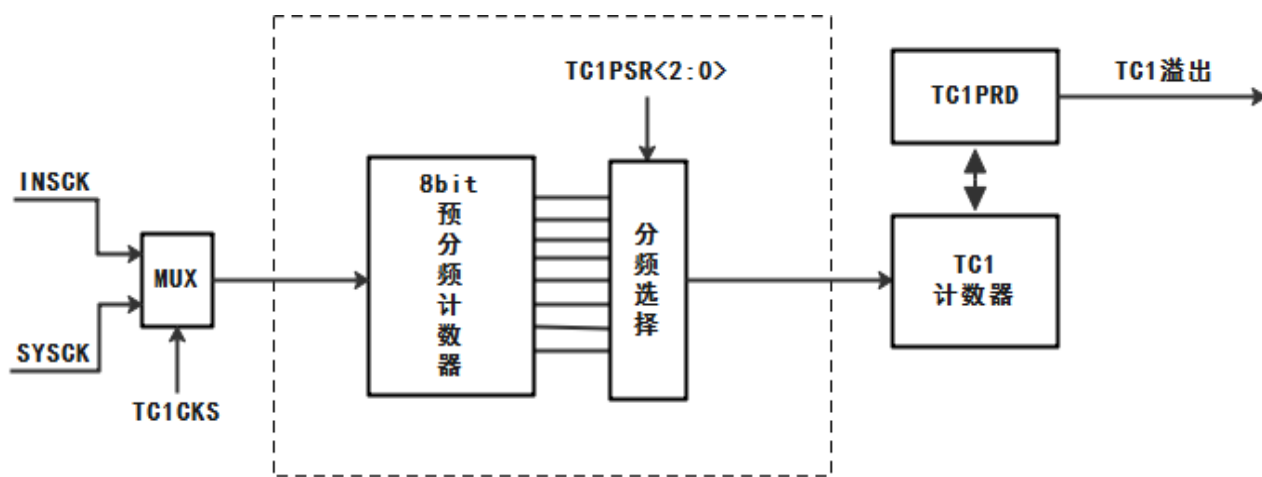 TC1PSR<2:0>
TC1PRD
TC1溢出
INSCK
8bit
预
分
频
计
数
器
分
频
选
择
MUX
TC1
计数器
SYSCK
TC1CKS